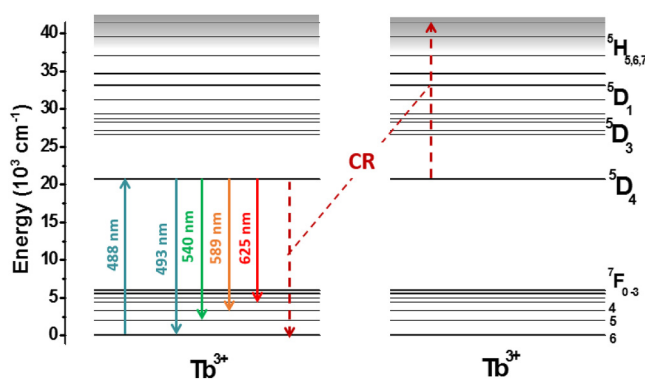 Energy (10³ cm⁻¹)
40
35
30
25
20
15
10
5
0
488 nm
493 nm
540 nm
589 nm
625 nm
CR
⁵H₅,₆,₇
⁵D₁
⁵D₃
⁵D₄
⁷F₀₋₃
4
5
6
Tb³⁺
Tb³⁺